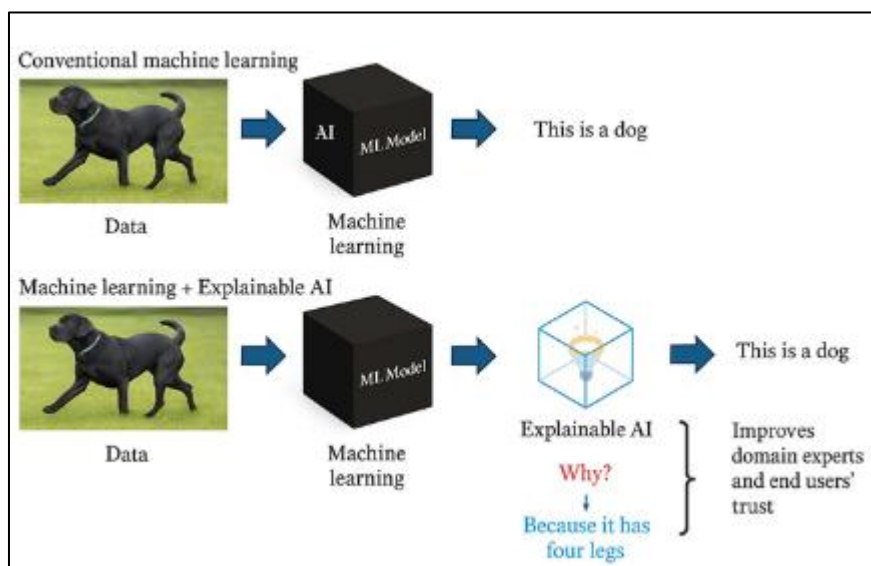 Conventional machine learning
AI
ML Model
This is a dog
Data
Machine
learning
Machine learning + Explainable AI
ML Model
This is a dog
Data
Machine
learning
Explainable AI
Why?
Because it has
four legs
Improves
domain experts
and end users'
trust